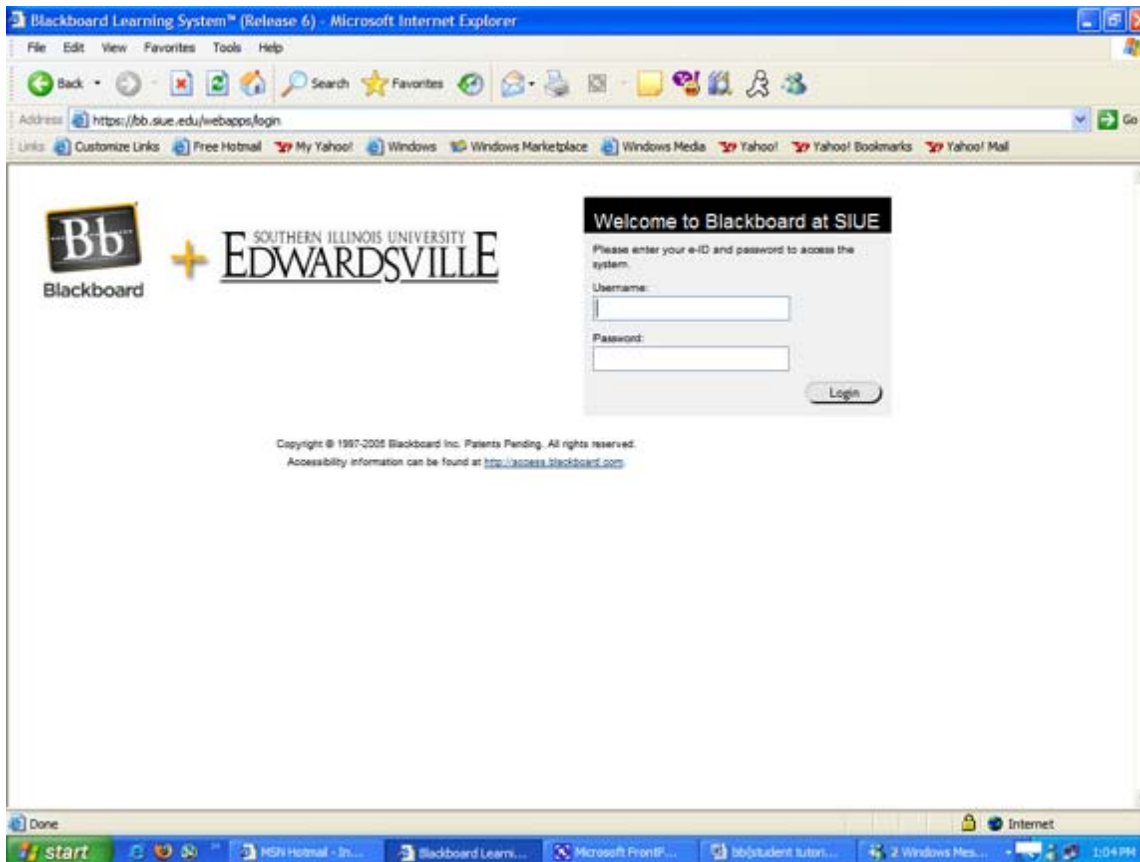 Blackboard Learning System™ (Release 6) - Microsoft Internet Explorer
File Edit View Favorites Tools Help
Back Search Favorites
Address https://bb.siue.edu/webapps/login Go
Links Customize Links Free Hotmail My Yahoo! Windows Windows Marketplace Windows Media Yahoo! Yahoo! Bookmarks Yahoo! Mail
Bb
Blackboard
+
SOUTHERN ILLINOIS UNIVERSITY
EDWARDSVILLE
Welcome to Blackboard at SIUE
Please enter your e-ID and password to access the
system.
Username:
Password:
Login
Copyright © 1997-2005 Blackboard Inc. Patents Pending. All rights reserved.
Accessibility information can be found at http://access.blackboard.com.
Done Internet
start MSN Hotmail - In... Blackboard Learni... Microsoft FrontP... bb|student tutori... 2 Windows Mes... 1:04 PM